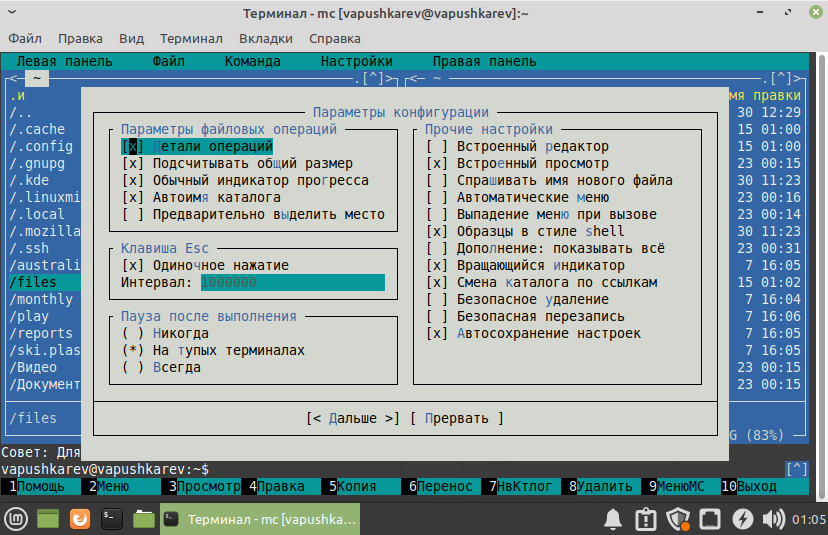 Терминал - mc [vapushkarev@vapushkarev]:~
Файл Правка Вид Терминал Вкладки Справка
Левая панель Файл Команда Настройки Правая панель
<─ ~ .[^]> <─ ~ .[^]>
.и мя правки
/.. 30 12:29
/.cache 15 01:00
/.config 15 01:00
/.gnupg 23 00:15
/.kde 30 11:23
/.linuxmi 23 00:16
/.local 23 00:14
/.mozilla 30 11:23
/.ssh 23 00:31
/australi 7 16:05
/files 15 01:02
/monthly 7 16:04
/play 7 16:06
/reports 7 16:05
/ski.plas 7 16:05
/Видео 23 00:15
/Документ 23 00:15
/files
G (83%)
Параметры конфигурации
Параметры файловых операций
[x] Детали операций
[x] Подсчитывать общий размер
[x] Обычный индикатор прогресса
[x] Автоимя каталога
[ ] Предварительно выделить место
Клавиша Esc
[x] Одиночное нажатие
Интервал: 1000000
Пауза после выполнения
( ) Никогда
(*) На тупых терминалах
( ) Всегда
Прочие настройки
[ ] Встроенный редактор
[x] Встроенный просмотр
[ ] Спрашивать имя нового файла
[ ] Автоматические меню
[ ] Выпадение меню при вызове
[x] Образцы в стиле shell
[ ] Дополнение: показывать всё
[x] Вращающийся индикатор
[x] Смена каталога по ссылкам
[ ] Безопасное удаление
[ ] Безопасная перезапись
[x] Автосохранение настроек
[< Дальше >] [ Прервать ]
Совет: Для
vapushkarev@vapushkarev:~$ [^]
1Помощь 2Меню 3Просмотр 4Правка 5Копия 6Перенос 7НвКтлог 8Удалить 9МенюМС 10Выход
Терминал - mc [vapushka... 01:05